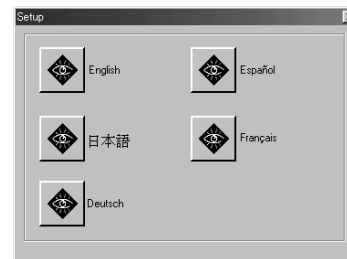 Setup
English
Español
日本語
Français
Deutsch